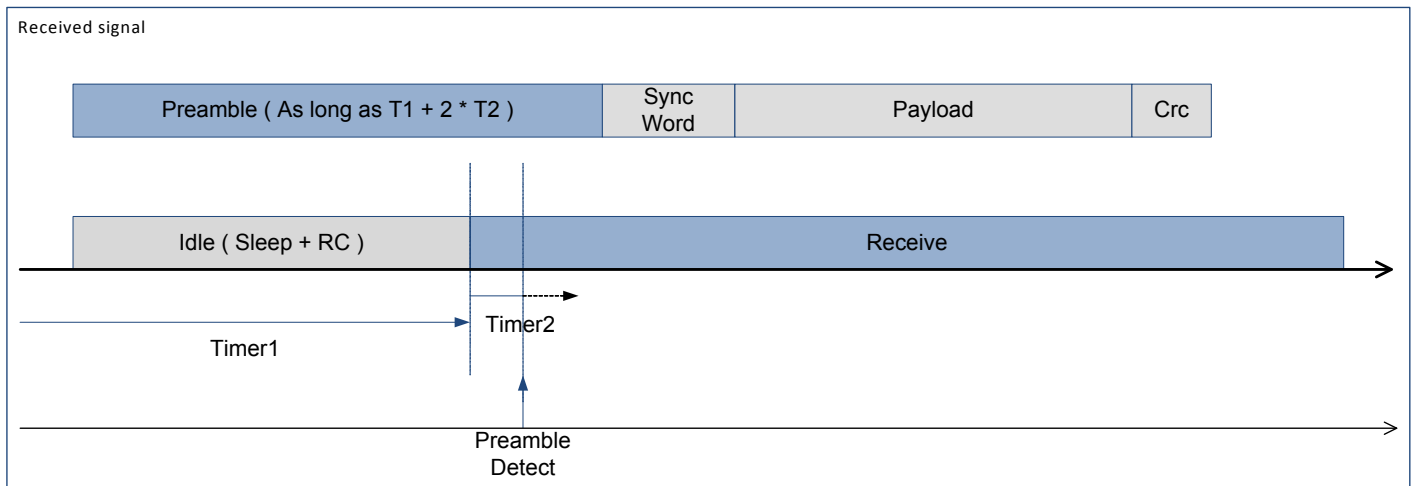 Received signal
Preamble ( As long as T1 + 2 * T2 )
Sync
Word
Payload
Crc
Idle ( Sleep + RC )
Receive
Timer2
Timer1
Preamble
Detect